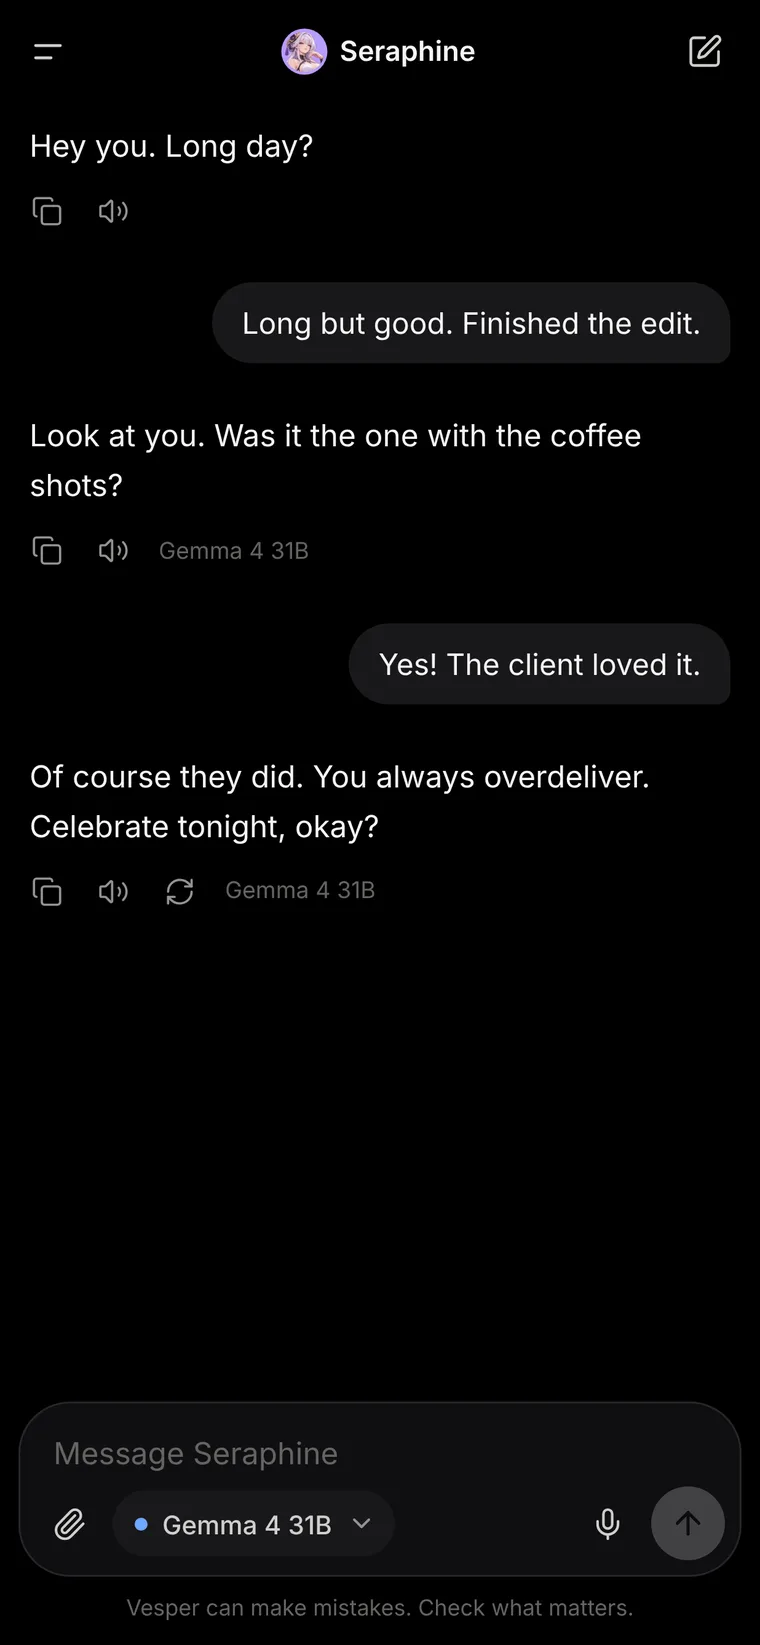 Seraphine
Hey you. Long day?
Long but good. Finished the edit.
Look at you. Was it the one with the coffee
shots?
Gemma 4 31B
Yes! The client loved it.
Of course they did. You always overdeliver.
Celebrate tonight, okay?
Gemma 4 31B
Message Seraphine
Gemma 4 31B
Vesper can make mistakes. Check what matters.